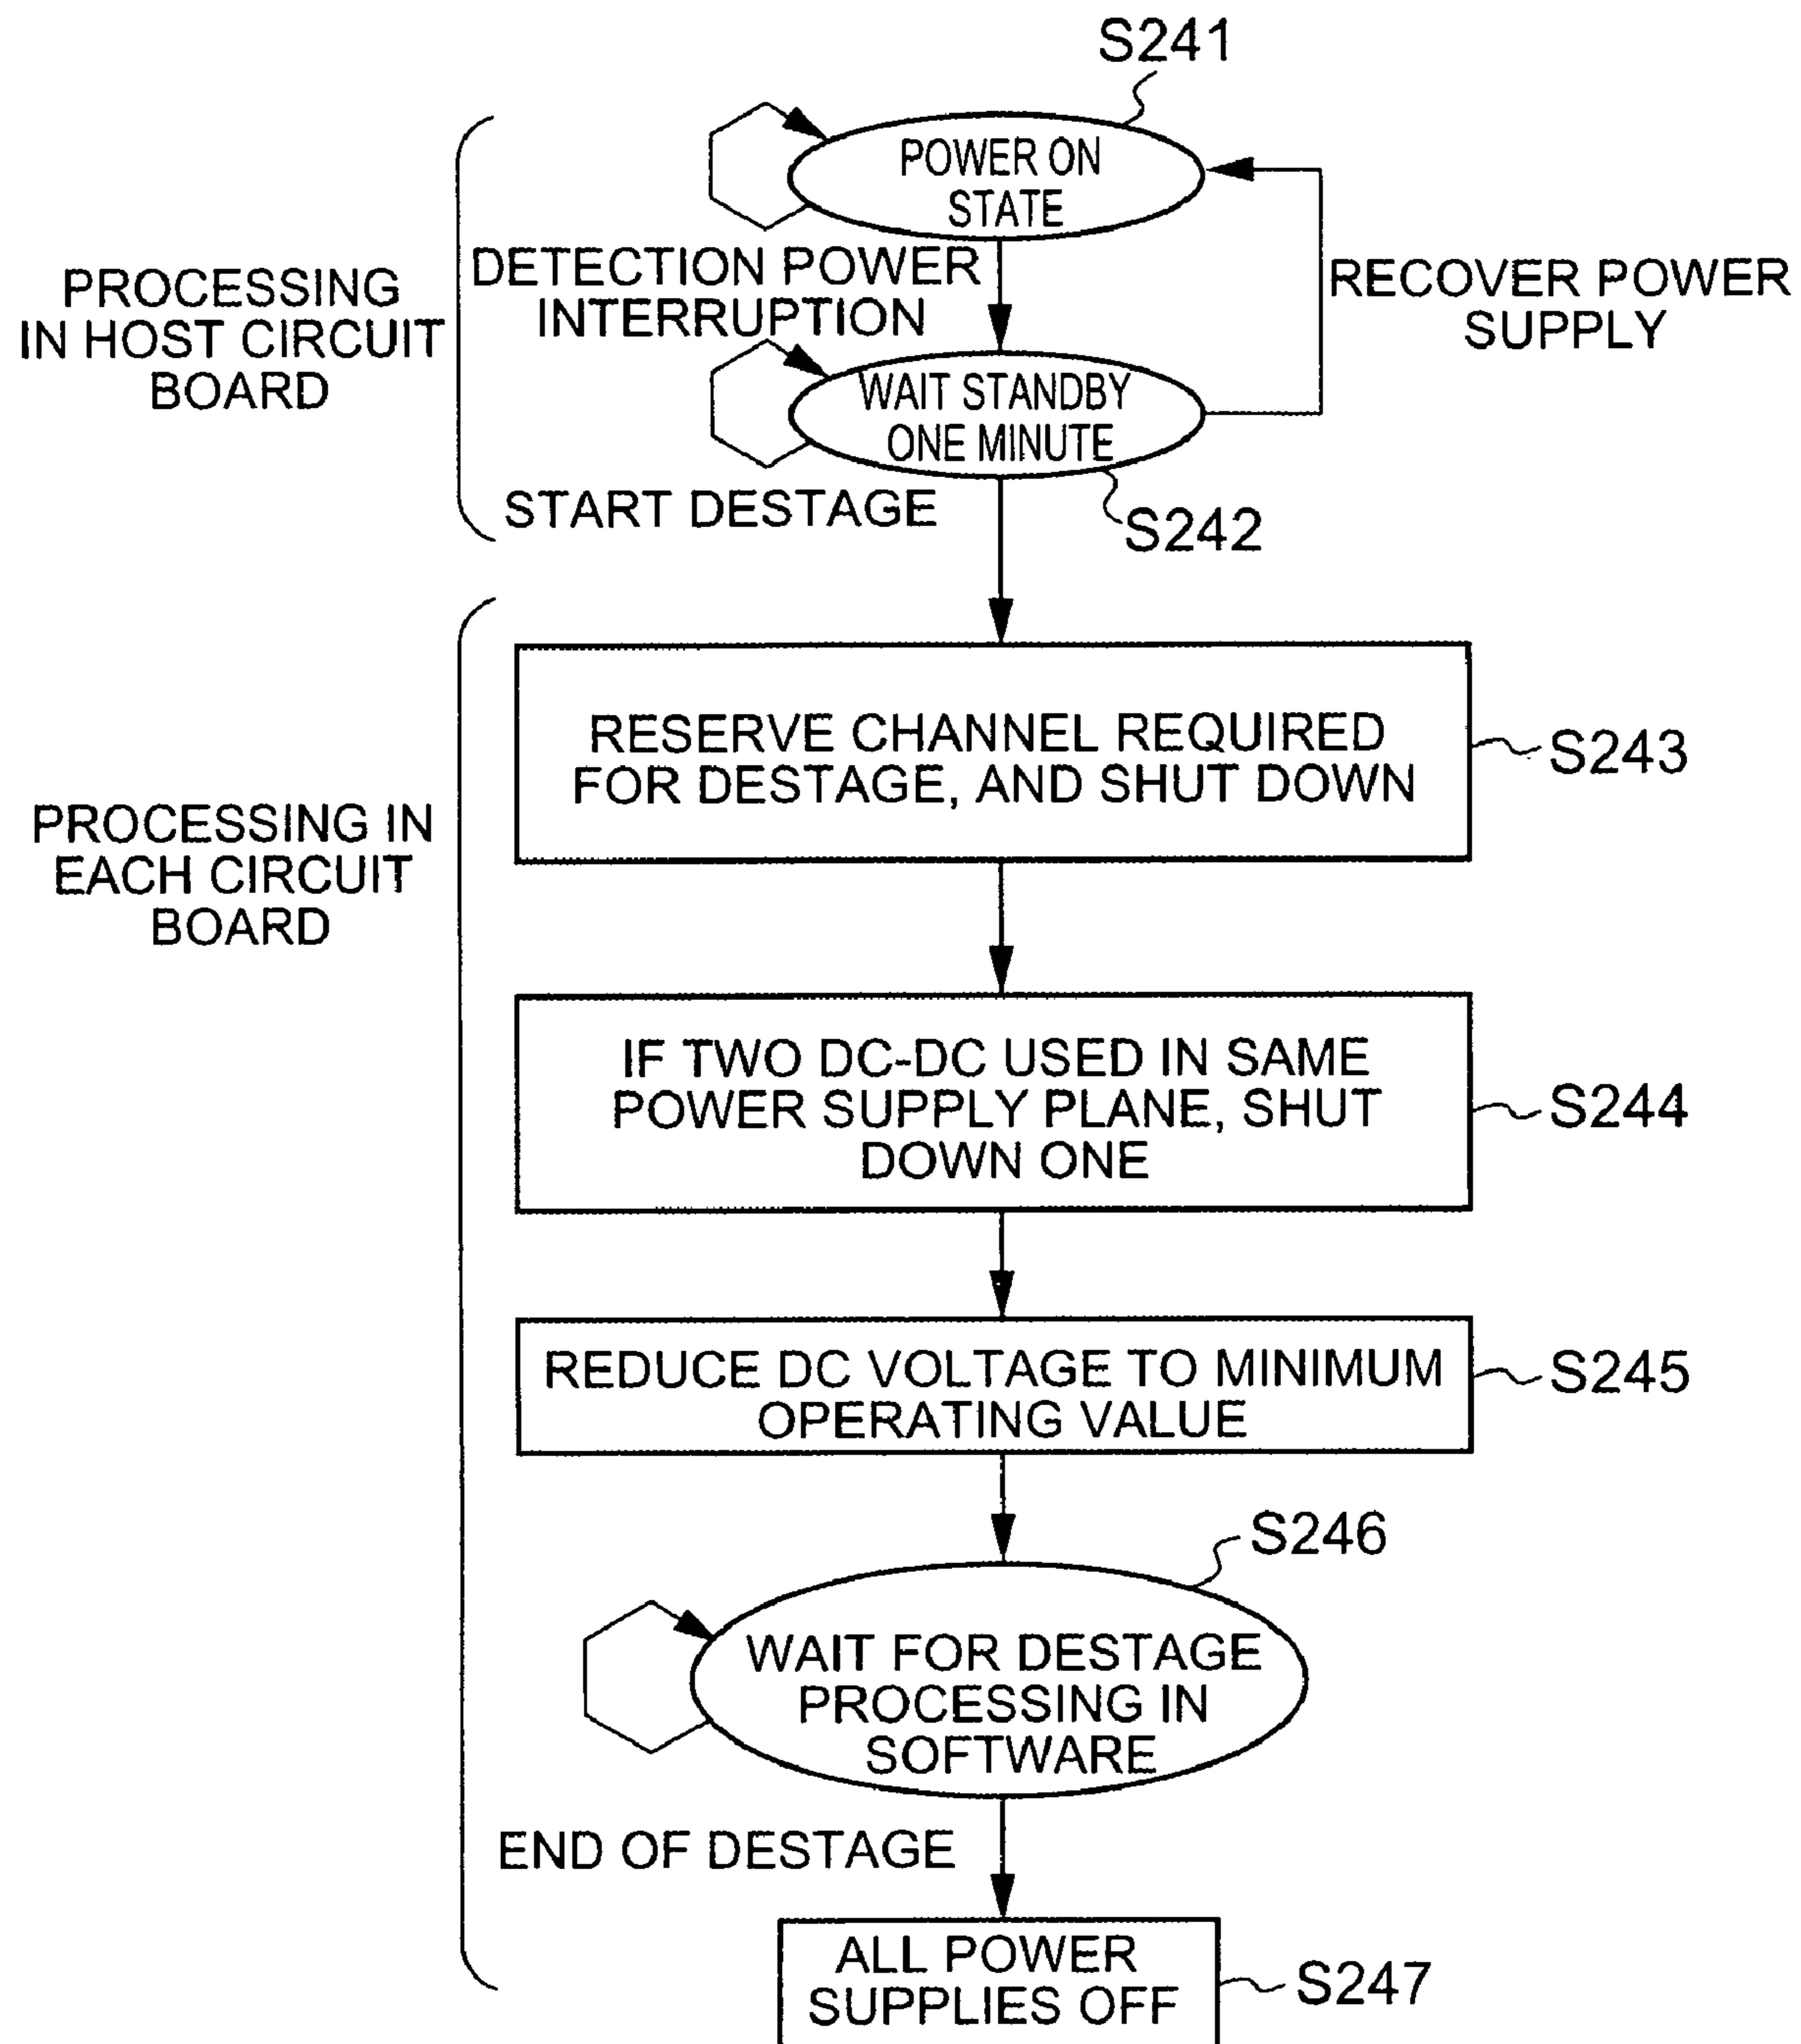 S241
POWER ON
STATE
DETECTION POWER
INTERRUPTION
RECOVER POWER
SUPPLY
PROCESSING
IN HOST CIRCUIT
BOARD
WAIT STANDBY
ONE MINUTE
START DESTAGE
S242
RESERVE CHANNEL REQUIRED
FOR DESTAGE, AND SHUT DOWN
S243
PROCESSING IN
EACH CIRCUIT
BOARD
IF TWO DC-DC USED IN SAME
POWER SUPPLY PLANE, SHUT
DOWN ONE
S244
REDUCE DC VOLTAGE TO MINIMUM
OPERATING VALUE
S245
S246
WAIT FOR DESTAGE
PROCESSING IN
SOFTWARE
END OF DESTAGE
ALL POWER
SUPPLIES OFF
S247